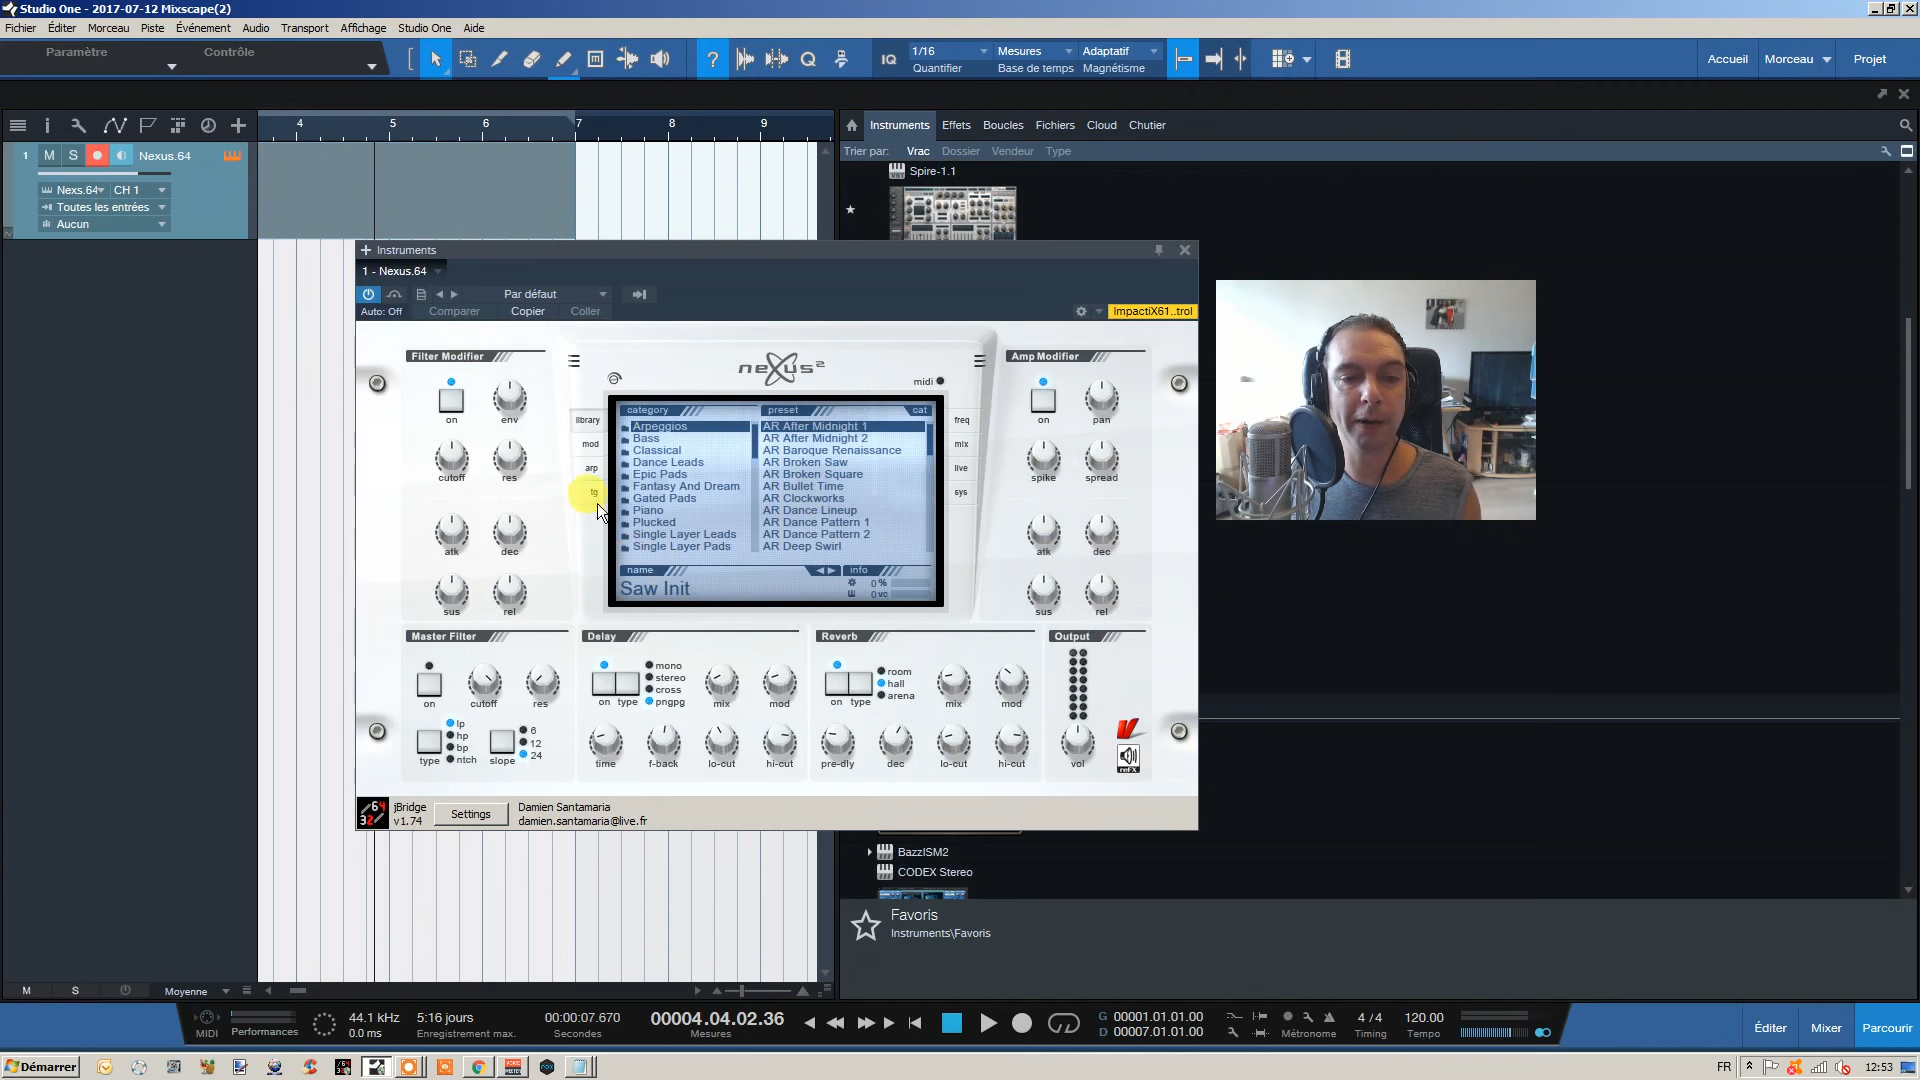 Studio One - 2017-07-12 Mixscape(2)
Fichier Éditer Morceau Piste Événement Audio Transport Affichage Studio One Aide
Paramètre Contrôle
? IQ 1/16 Mesures Adaptatif Accueil Morceau Projet
Quantifier Base de temps Magnétisme
4 5 6 7 8 9
Instruments Effets Boucles Fichiers Cloud Chutier
1 M S Nexus.64
Trier par: Vrac Dossier Vendeur Type
Spire-1.1
Nexs.64 CH 1
Toutes les entrées
Aucun
Instruments
1 - Nexus.64
Par défaut
Auto: Off Comparer Copier Coller ImpactiX61..trol
Filter Modifier
nexus2
Amp Modifier
midi
on env
cutoff res
atk dec
sus rel
library
mod
arp
tg
category preset cat
Arpeggios AR After Midnight 1
Bass AR After Midnight 2
Classical AR Baroque Renaissance
Dance Leads AR Broken Saw
Epic Pads AR Broken Square
Fantasy And Dream AR Bullet Time
Gated Pads AR Clockworks
Piano AR Dance Lineup
Plucked AR Dance Pattern 1
Single Layer Leads AR Dance Pattern 2
Single Layer Pads AR Deep Swirl
name info
Saw Init
0 %
0 vc
freq
mix
live
sys
on pan
spike spread
atk dec
sus rel
Master Filter
on cutoff res
lp
hp
bp
ntch
type slope
6
12
24
Delay
mono
stereo
cross
pngpg
on type mix mod
time f-back lo-cut hi-cut
Reverb
room
hall
arena
on type mix mod
pre-dly dec lo-cut hi-cut
Output
vol
reFX
64
32
jBridge
v1.74
Settings
Damien Santamaria
damien.santamaria@live.fr
BazzISM2
CODEX Stereo
Favoris
Instruments\Favoris
M S Moyenne
MIDI Performances
44.1 kHz
0.0 ms
5:16 jours
Enregistrement max.
00:00:07.670
Secondes
00004.04.02.36
Mesures
G 00001.01.01.00
D 00007.01.01.00
Métronome
4 / 4
Timing
120.00
Tempo
Éditer Mixer Parcourir
Démarrer
FR 12:53